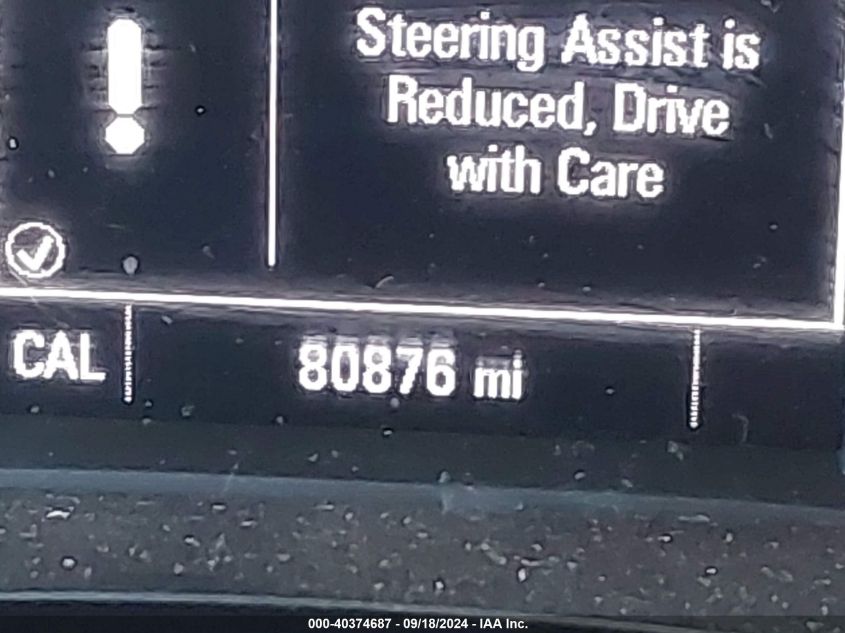 Steering Assist is
Reduced, Drive
with Care
CAL 80876 mi
000-40374687 - 09/18/2024 - IAA Inc.